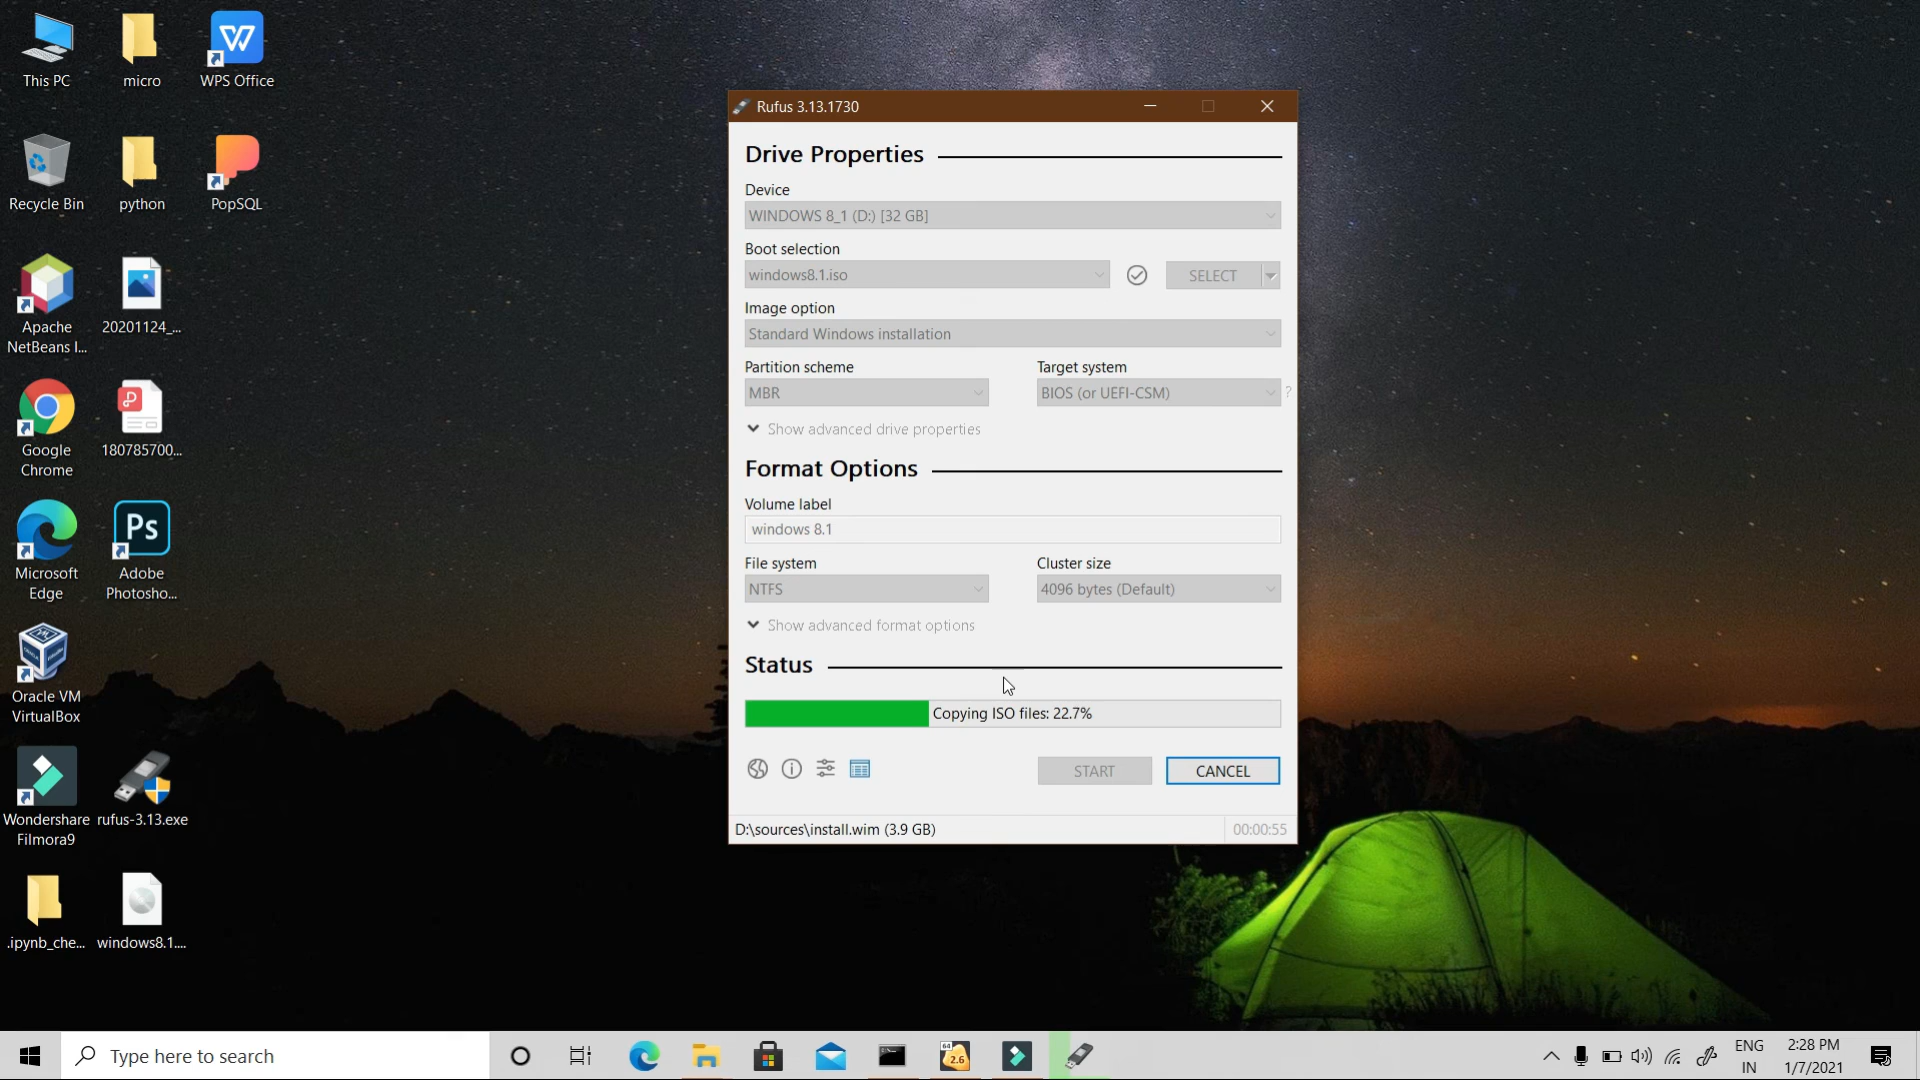 This PC
micro
WPS Office
Recycle Bin
python
PopSQL
Apache
NetBeans I...
20201124_...
Google
Chrome
180785700...
Microsoft
Edge
Ps
Adobe
Photosho...
Oracle VM
VirtualBox
Wondershare
Filmora9
rufus-3.13.exe
.ipynb_che...
windows8.1....
Rufus 3.13.1730
Drive Properties
Device
WINDOWS 8_1 (D:) [32 GB]
Boot selection
windows8.1.iso
SELECT
Image option
Standard Windows installation
Partition scheme
Target system
MBR
BIOS (or UEFI-CSM)
?
Show advanced drive properties
Format Options
Volume label
windows 8.1
File system
Cluster size
NTFS
4096 bytes (Default)
Show advanced format options
Status
Copying ISO files: 22.7%
START
CANCEL
D:\sources\install.wim (3.9 GB)
00:00:55
Type here to search
64
2.6
ENG
IN
2:28 PM
1/7/2021